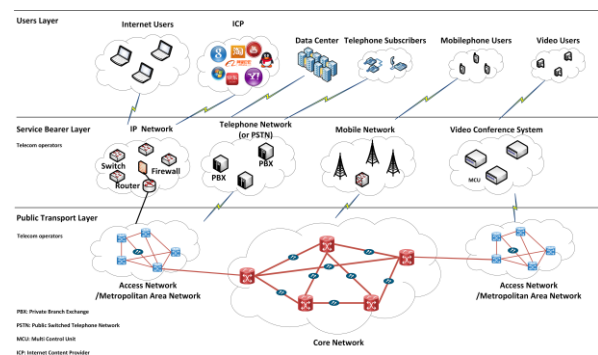 Users Layer
Internet Users
ICP
Data Center
Telephone Subscribers
Mobilephone Users
Video Users
Service Bearer Layer
IP Network
Telephone Network
(or PSTN)
Mobile Network
Video Conference System
Telecom operators
Switch
Firewall
Router
PBX
PBX
MCU
Public Transport Layer
Telecom operators
Access Network
/Metropolitan Area Network
Access Network
/Metropolitan Area Network
Core Network
PBX: Private Branch Exchange
PSTN: Public Switched Telephone Network
MCU: Multi Control Unit
ICP: Internet Content Provider